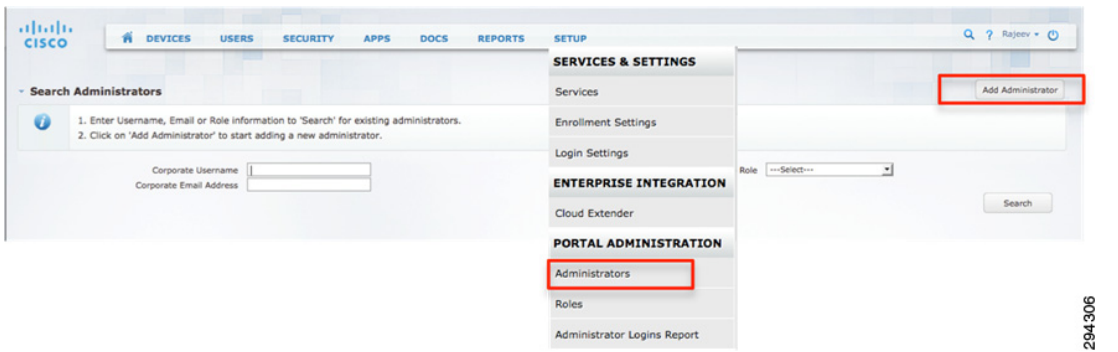 CISCO
DEVICES USERS SECURITY APPS DOCS REPORTS SETUP
? Rajeev
Search Administrators
Add Administrator
1. Enter Username, Email or Role information to 'Search' for existing administrators.
2. Click on 'Add Administrator' to start adding a new administrator.
Corporate Username
Corporate Email Address
Role ---Select---
Search
SERVICES & SETTINGS
Services
Enrollment Settings
Login Settings
ENTERPRISE INTEGRATION
Cloud Extender
PORTAL ADMINISTRATION
Administrators
Roles
Administrator Logins Report
294306